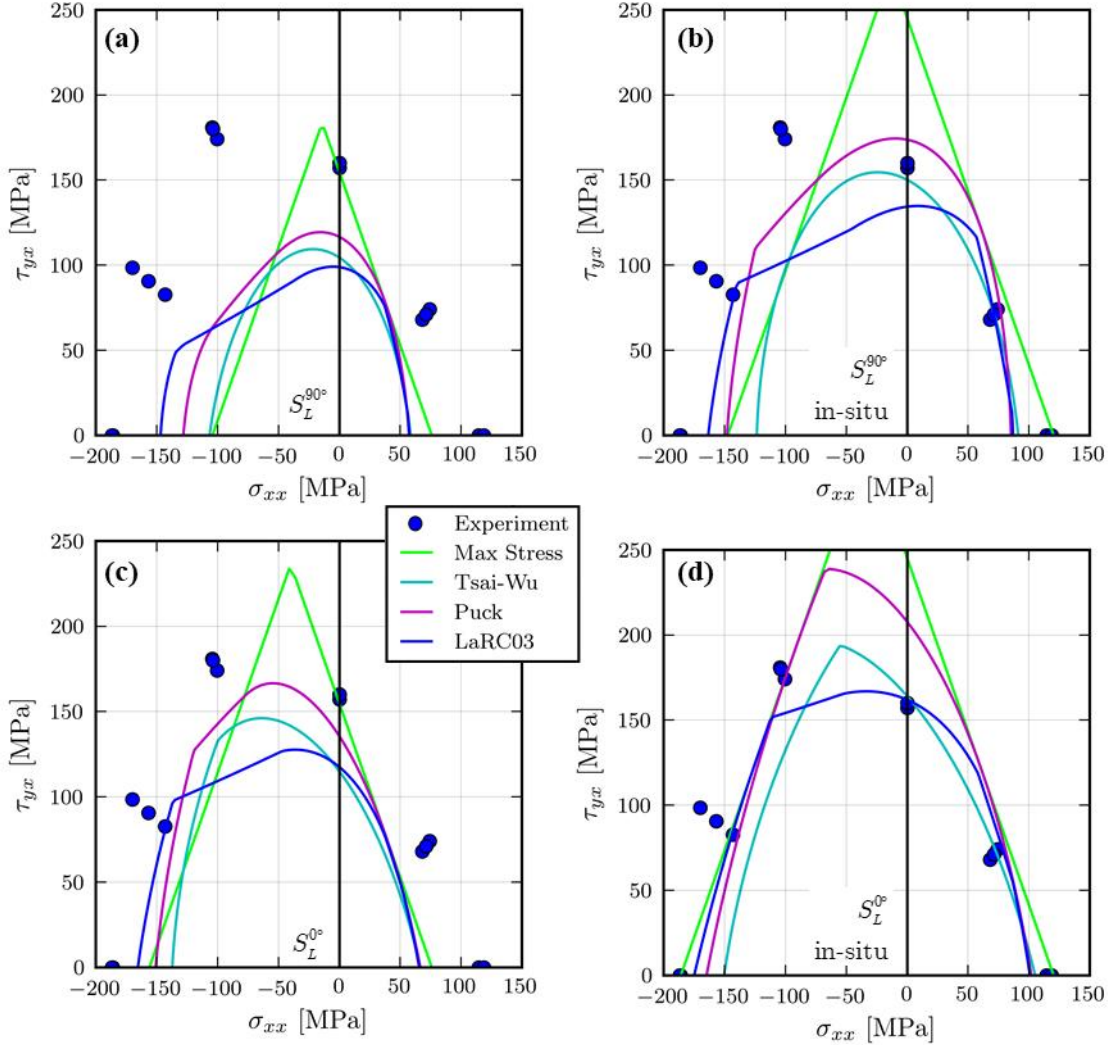 (a)
250
200
150
100
50
0
τyx [MPa]
S_L^{90°}
−200 −150 −100 −50 0 50 100 150
σxx [MPa]
(b)
250
200
150
100
50
0
τyx [MPa]
S_L^{90°}
in-situ
−200 −150 −100 −50 0 50 100 150
σxx [MPa]
Experiment
Max Stress
Tsai-Wu
Puck
LaRC03
(c)
250
200
150
100
50
0
τyx [MPa]
S_L^{0°}
−200 −150 −100 −50 0 50 100 150
σxx [MPa]
(d)
250
200
150
100
50
0
τyx [MPa]
S_L^{0°}
in-situ
−200 −150 −100 −50 0 50 100 150
σxx [MPa]